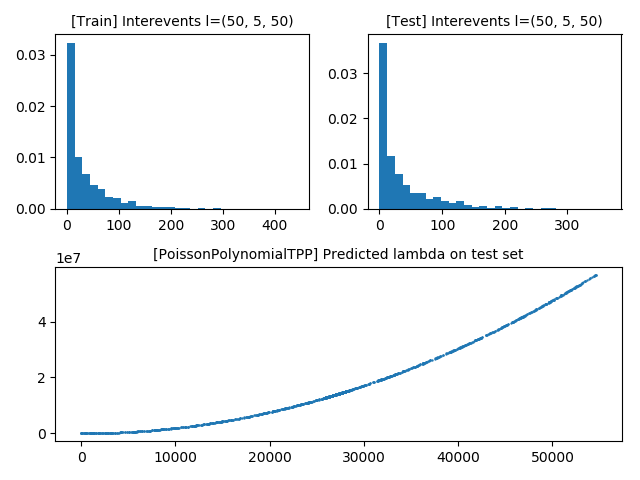 [Train] Interevents l=(50, 5, 50)
0.03
0.02
0.01
0.00
0 100 200 300 400
[Test] Interevents l=(50, 5, 50)
0.03
0.02
0.01
0.00
0 100 200 300
[PoissonPolynomialTPP] Predicted lambda on test set
1e7
4
2
0
0 10000 20000 30000 40000 50000